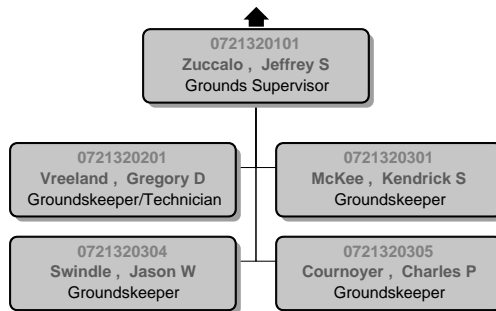 0721320101
Zuccalo , Jeffrey S
Grounds Supervisor
0721320201
Vreeland , Gregory D
Groundskeeper/Technician
0721320301
McKee , Kendrick S
Groundskeeper
0721320304
Swindle , Jason W
Groundskeeper
0721320305
Cournoyer , Charles P
Groundskeeper